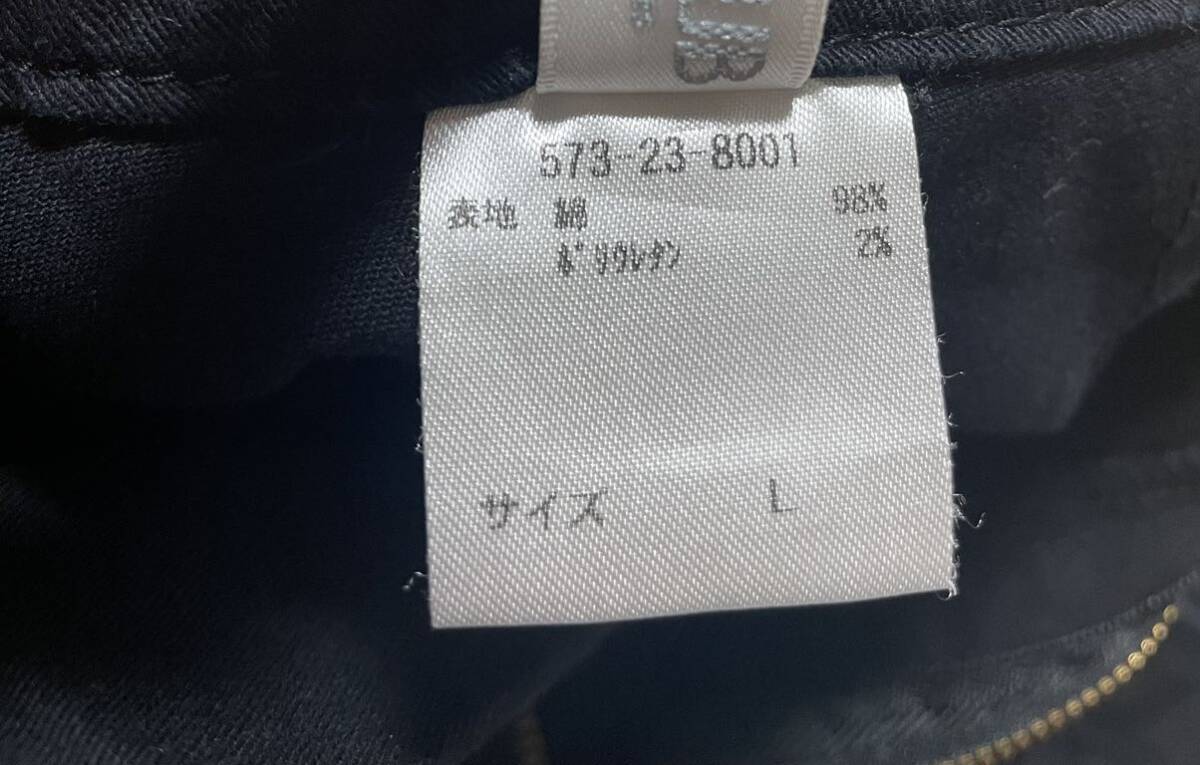 573-23-8001
表地 綿 98%
ﾎﾟﾘｳﾚﾀﾝ 2%
サイズ L